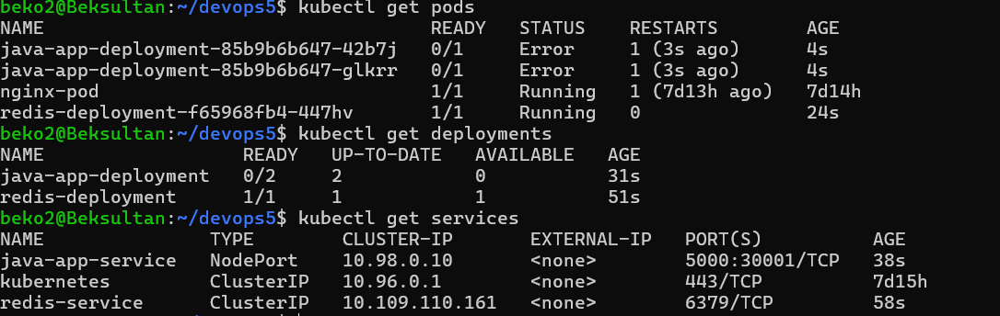 beko2@Beksultan:~/devops5$ kubectl get pods
NAME READY STATUS RESTARTS AGE
java-app-deployment-85b9b6b647-42b7j 0/1 Error 1 (3s ago) 4s
java-app-deployment-85b9b6b647-glkrr 0/1 Error 1 (3s ago) 4s
nginx-pod 1/1 Running 1 (7d13h ago) 7d14h
redis-deployment-f65968fb4-447hv 1/1 Running 0 24s
beko2@Beksultan:~/devops5$ kubectl get deployments
NAME READY UP-TO-DATE AVAILABLE AGE
java-app-deployment 0/2 2 0 31s
redis-deployment 1/1 1 1 51s
beko2@Beksultan:~/devops5$ kubectl get services
NAME TYPE CLUSTER-IP EXTERNAL-IP PORT(S) AGE
java-app-service NodePort 10.98.0.10 <none> 5000:30001/TCP 38s
kubernetes ClusterIP 10.96.0.1 <none> 443/TCP 7d15h
redis-service ClusterIP 10.109.110.161 <none> 6379/TCP 58s